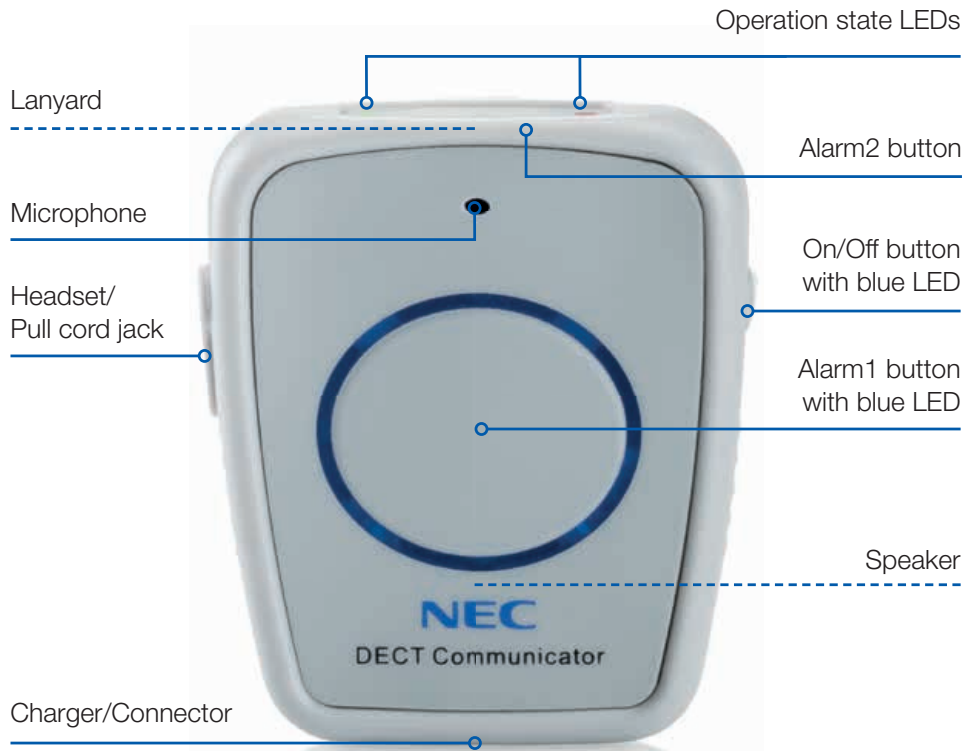 Operation state LEDs
Lanyard
Alarm2 button
Microphone
On/Off button
with blue LED
Headset/
Pull cord jack
Alarm1 button
with blue LED
Speaker
NEC
DECT Communicator
Charger/Connector